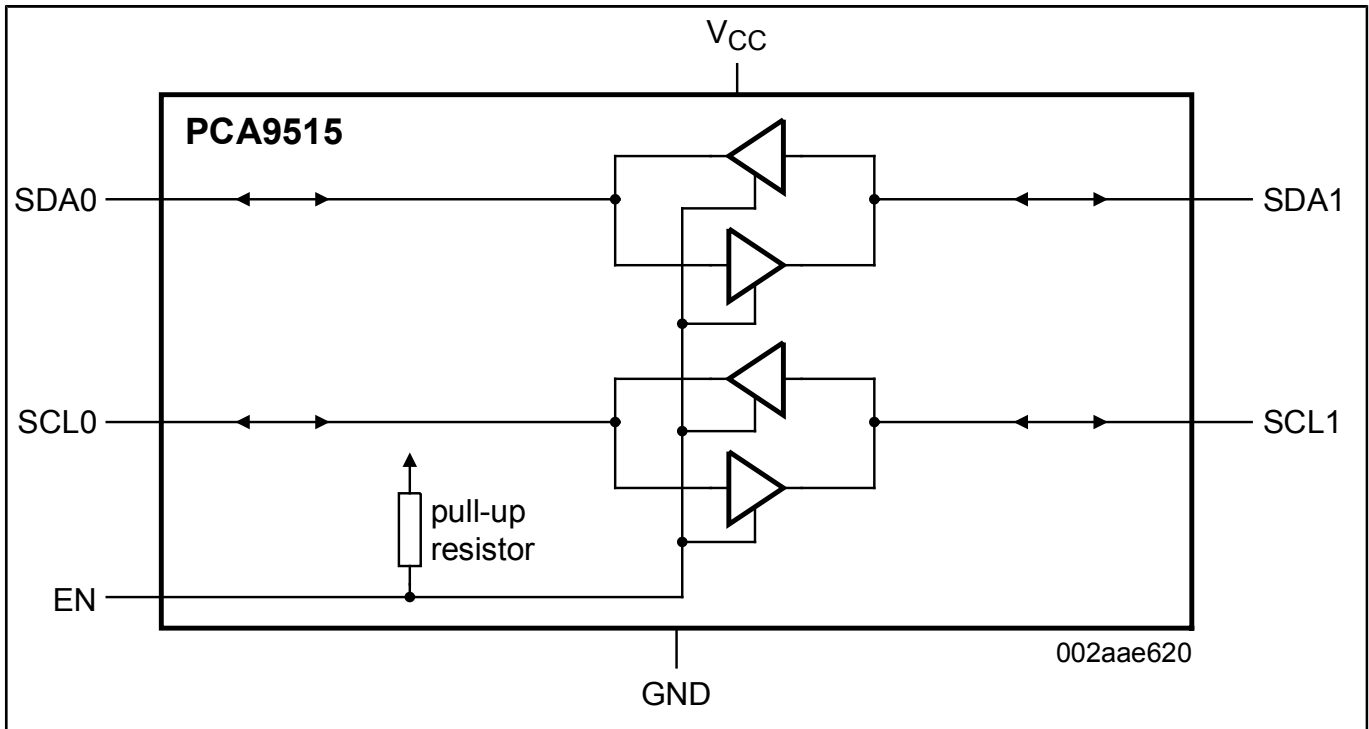 VCC
PCA9515
SDA0
SDA1
SCL0
SCL1
pull-up
resistor
EN
002aae620
GND